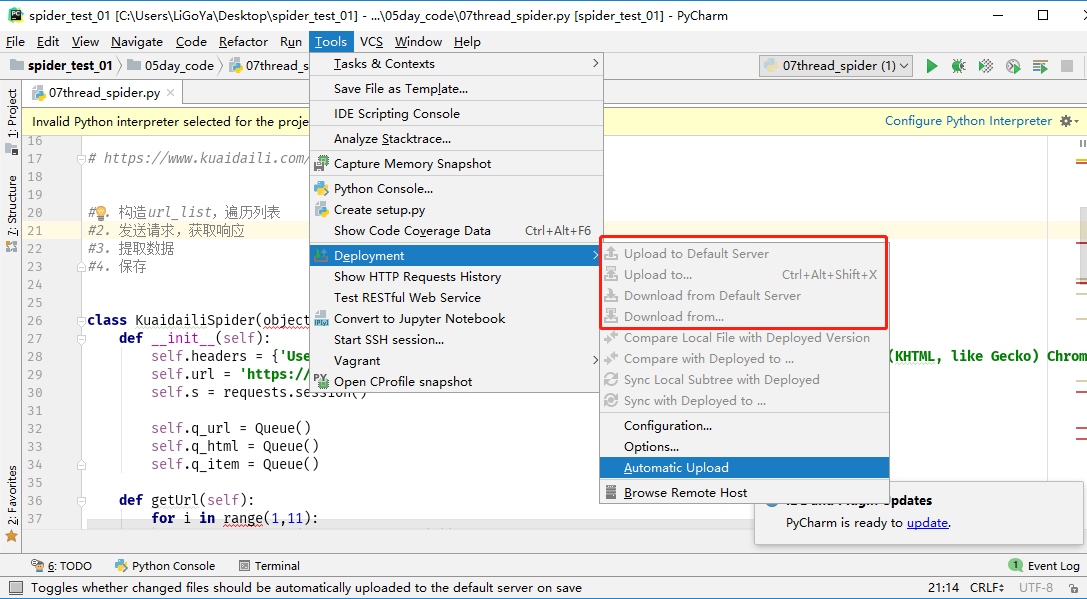 spider_test_01 [C:\Users\LiGoYa\Desktop\spider_test_01] - ...\05day_code\07thread_spider.py [spider_test_01] - PyCharm
File Edit View Navigate Code Refactor Run Tools VCS Window Help
spider_test_01 05day_code 07thread_s
07thread_spider (1)
07thread_spider.py
Invalid Python interpreter selected for the proje
Configure Python Interpreter
1: Project
7: Structure
2: Favorites
Tasks & Contexts
Save File as Template...
IDE Scripting Console
Analyze Stacktrace...
Capture Memory Snapshot
Python Console...
Create setup.py
Show Code Coverage Data Ctrl+Alt+F6
Deployment
Show HTTP Requests History
Test RESTful Web Service
Convert to Jupyter Notebook
Start SSH session...
Vagrant
Open CProfile snapshot
Upload to Default Server
Upload to... Ctrl+Alt+Shift+X
Download from Default Server
Download from...
Compare Local File with Deployed Version
Compare with Deployed to ...
Sync Local Subtree with Deployed
Sync with Deployed to ...
Configuration...
Options...
Automatic Upload
Browse Remote Host
16
17 # https://www.kuaidaili.com/
18
19
20 # . 构造url_list，遍历列表
21 #2. 发送请求，获取响应
22 #3. 提取数据
23 #4. 保存
24
25
26 class KuaidailiSpider(object
27 def __init__(self):
28 self.headers = {'Use (KHTML, like Gecko) Chrom
29 self.url = 'https://
30 self.s = requests.session()
31
32 self.q_url = Queue()
33 self.q_html = Queue()
34 self.q_item = Queue()
35
36 def getUrl(self):
37 for i in range(1,11):
Updates
PyCharm is ready to update.
6: TODO Python Console Terminal 1 Event Log
Toggles whether changed files should be automatically uploaded to the default server on save 21:14 CRLF UTF-8